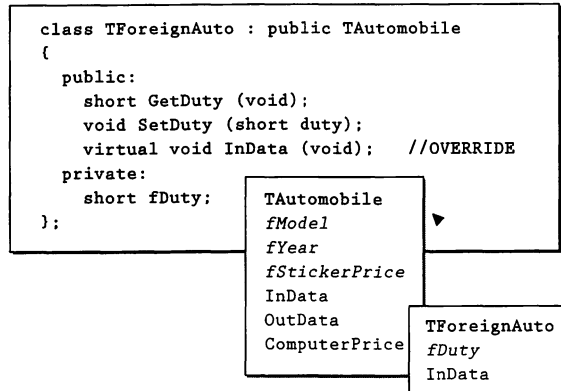 class TForeignAuto : public TAutomobile
{
public:
short GetDuty (void);
void SetDuty (short duty);
virtual void InData (void); //OVERRIDE
private:
short fDuty;
};
TAutomobile
fModel
fYear
fStickerPrice
InData
OutData
ComputerPrice
TForeignAuto
fDuty
InData